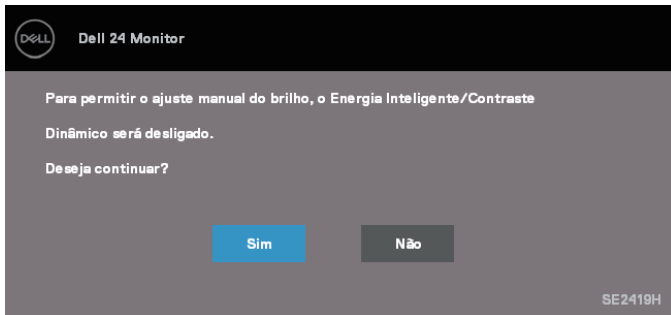 DELL
Dell 24 Monitor
Para permitir o ajuste manual do brilho, o Energia Inteligente/Contraste
Dinâmico será desligado.
Deseja continuar?
Sim
Não
SE2419H